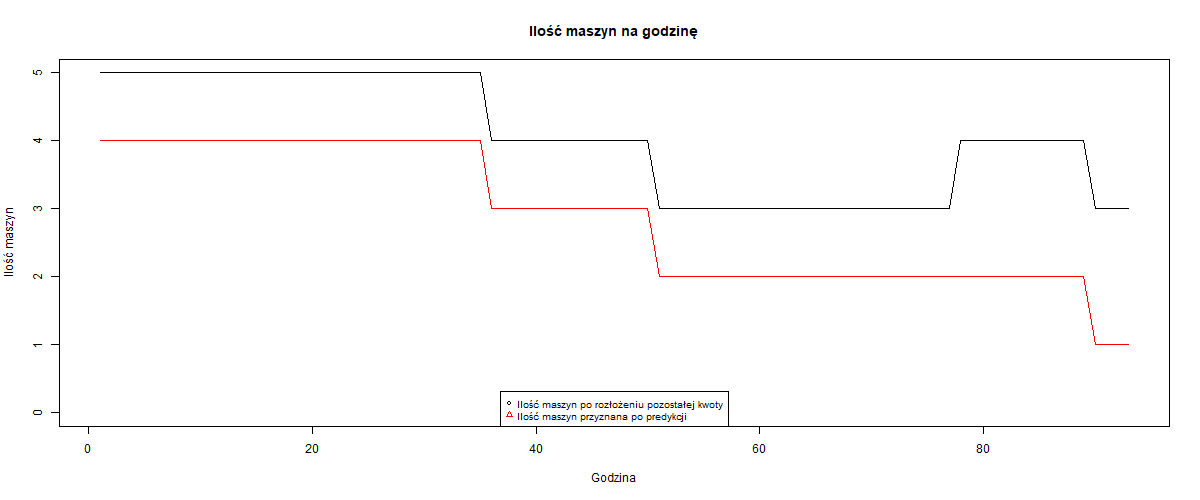 Ilość maszyn na godzinę
Ilość maszyn
5
4
3
2
1
0
Ilość maszyn po rozłożeniu pozostałej kwoty
Ilość maszyn przyznana po predykcji
0 20 40 60 80
Godzina